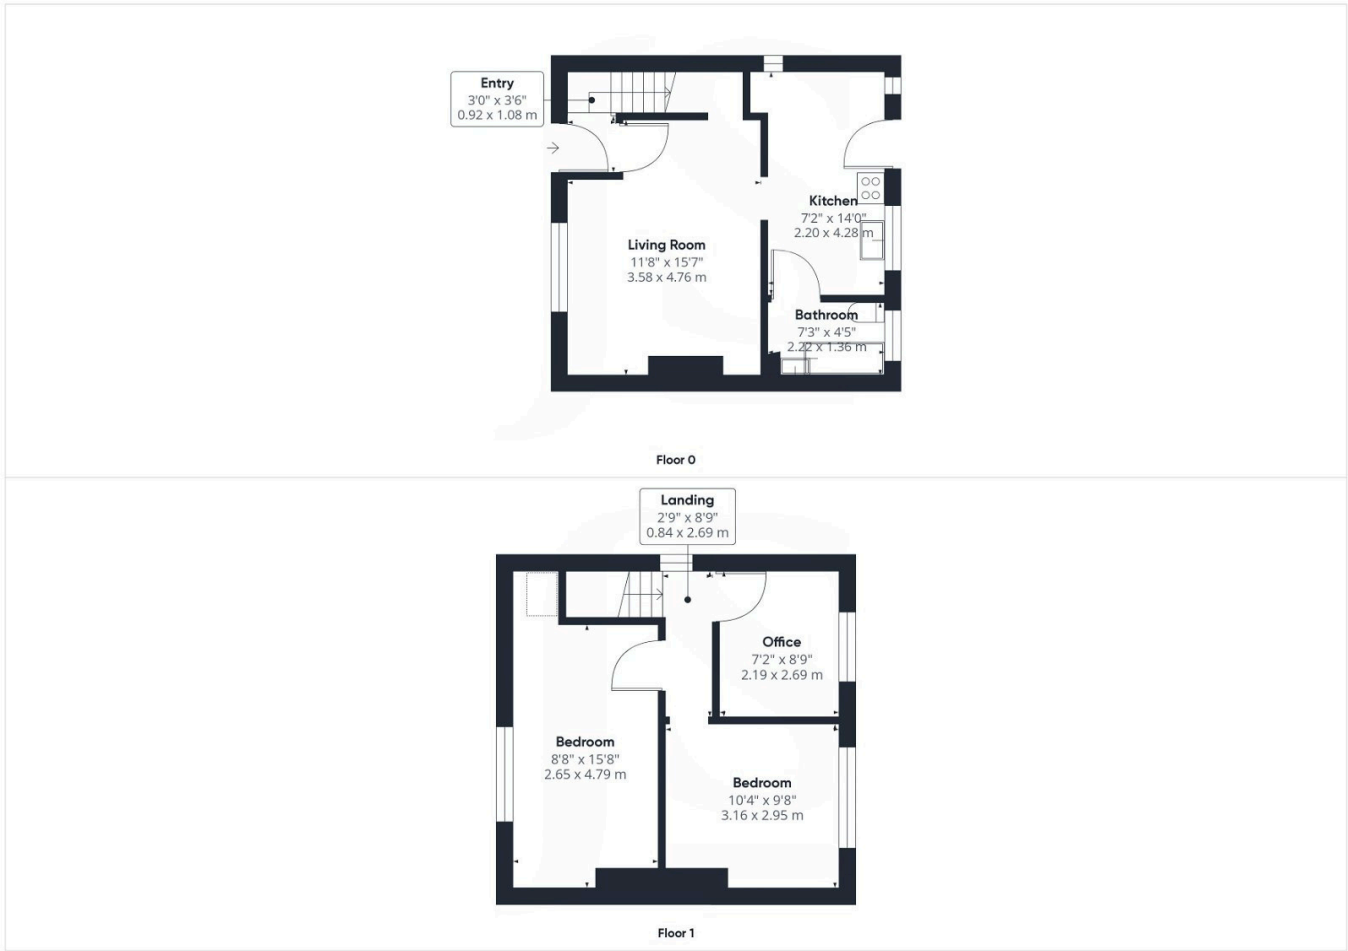 Entry
3'0" x 3'6"
0.92 x 1.08 m
Kitchen
7'2" x 14'0"
2.20 x 4.28 m
Living Room
11'8" x 15'7"
3.58 x 4.76 m
Bathroom
7'3" x 4'5"
2.22 x 1.36 m
Floor 0
Landing
2'9" x 8'9"
0.84 x 2.69 m
Office
7'2" x 8'9"
2.19 x 2.69 m
Bedroom
8'8" x 15'8"
2.65 x 4.79 m
Bedroom
10'4" x 9'8"
3.16 x 2.95 m
Floor 1